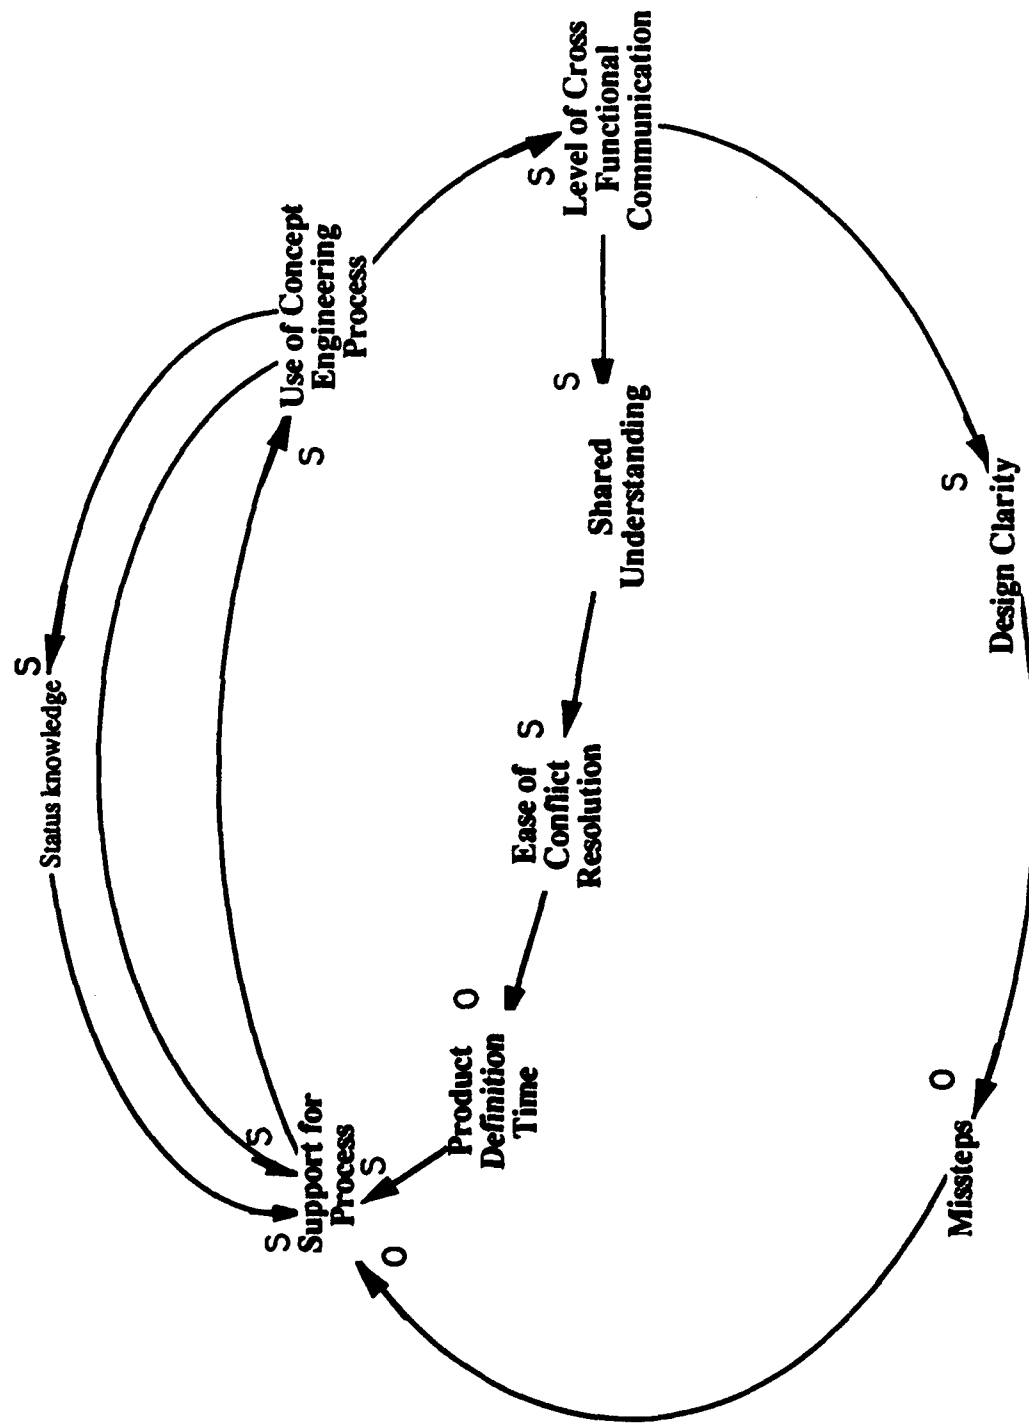 Status knowledge
S
Use of Concept
Engineering
Process
S
Support for
Process
S
S
S
O
Level of Cross
Functional
Communication
S
Shared
Understanding
S
Ease of
Conflict
Resolution
S
Product
Definition
Time
O
Design Clarity
S
Missteps
O